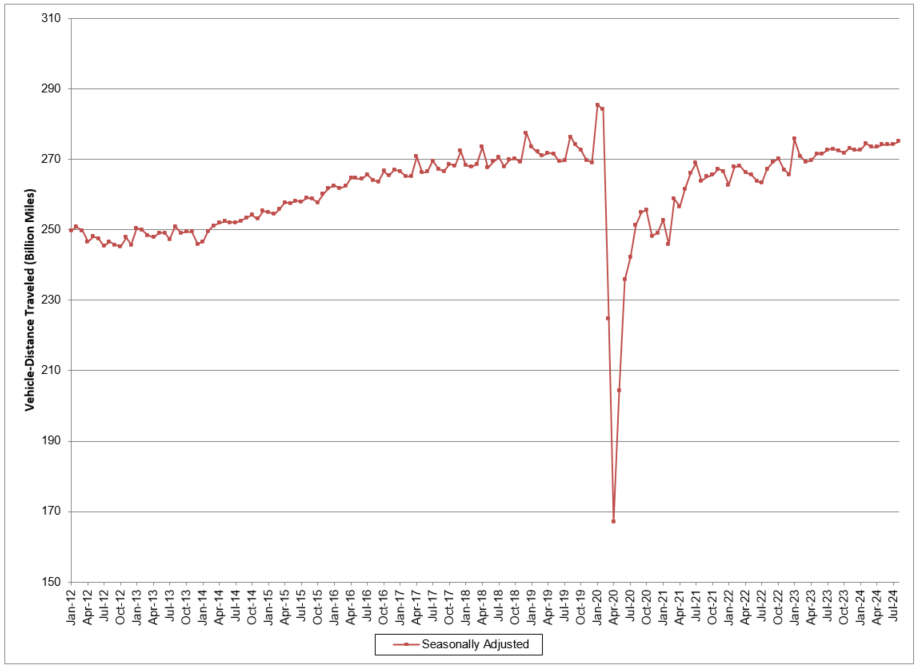 310
290
270
250
230
210
190
170
150
Vehicle-Distance Traveled (Billion Miles)
Jan-12
Apr-12
Jul-12
Oct-12
Jan-13
Apr-13
Jul-13
Oct-13
Jan-14
Apr-14
Jul-14
Oct-14
Jan-15
Apr-15
Jul-15
Oct-15
Jan-16
Apr-16
Jul-16
Oct-16
Jan-17
Apr-17
Jul-17
Oct-17
Jan-18
Apr-18
Jul-18
Oct-18
Jan-19
Apr-19
Jul-19
Oct-19
Jan-20
Apr-20
Jul-20
Oct-20
Jan-21
Apr-21
Jul-21
Oct-21
Jan-22
Apr-22
Jul-22
Oct-22
Jan-23
Apr-23
Jul-23
Oct-23
Jan-24
Apr-24
Jul-24
Seasonally Adjusted